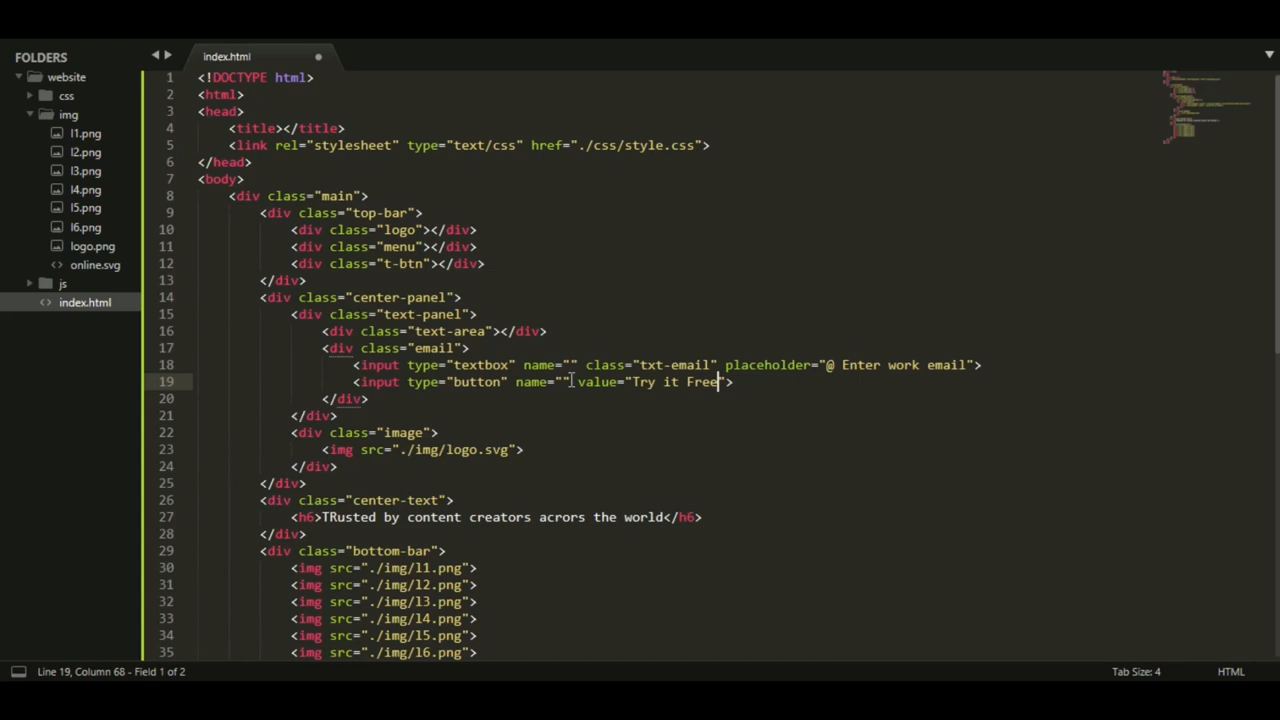 FOLDERS
website
css
img
l1.png
l2.png
l3.png
l4.png
l5.png
l6.png
logo.png
online.svg
js
index.html
index.html
1 <!DOCTYPE html>
2 <html>
3 <head>
4 <title></title>
5 <link rel="stylesheet" type="text/css" href="./css/style.css">
6 </head>
7 <body>
8 <div class="main">
9 <div class="top-bar">
10 <div class="logo"></div>
11 <div class="menu"></div>
12 <div class="t-btn"></div>
13 </div>
14 <div class="center-panel">
15 <div class="text-panel">
16 <div class="text-area"></div>
17 <div class="email">
18 <input type="textbox" name="" class="txt-email" placeholder="@ Enter work email">
19 <input type="button" name="" value="Try it Free">
20 </div>
21 </div>
22 <div class="image">
23 <img src="./img/logo.svg">
24 </div>
25 </div>
26 <div class="center-text">
27 <h6>TRusted by content creators acrors the world</h6>
28 </div>
29 <div class="bottom-bar">
30 <img src="./img/l1.png">
31 <img src="./img/l2.png">
32 <img src="./img/l3.png">
33 <img src="./img/l4.png">
34 <img src="./img/l5.png">
35 <img src="./img/l6.png">
Line 19, Column 68 - Field 1 of 2
Tab Size: 4
HTML